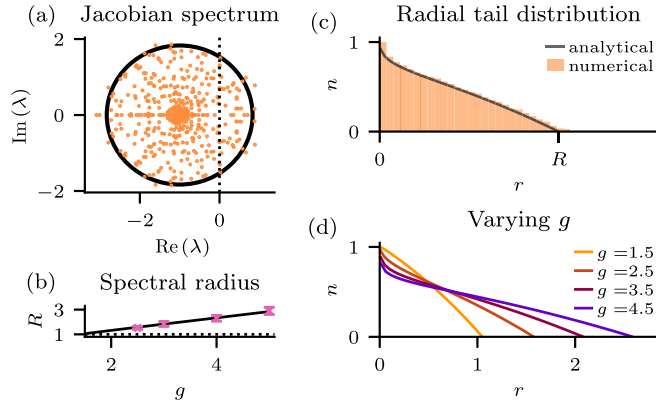 (a) Jacobian spectrum
2
0
−2
Im (λ)
−2 0
Re (λ)
(b) Spectral radius
3
1
R
2 4
g
(c) Radial tail distribution
1
0
n
analytical
numerical
0 R
r
(d) Varying g
1
0
n
g =1.5
g =2.5
g =3.5
g =4.5
0 1 2
r